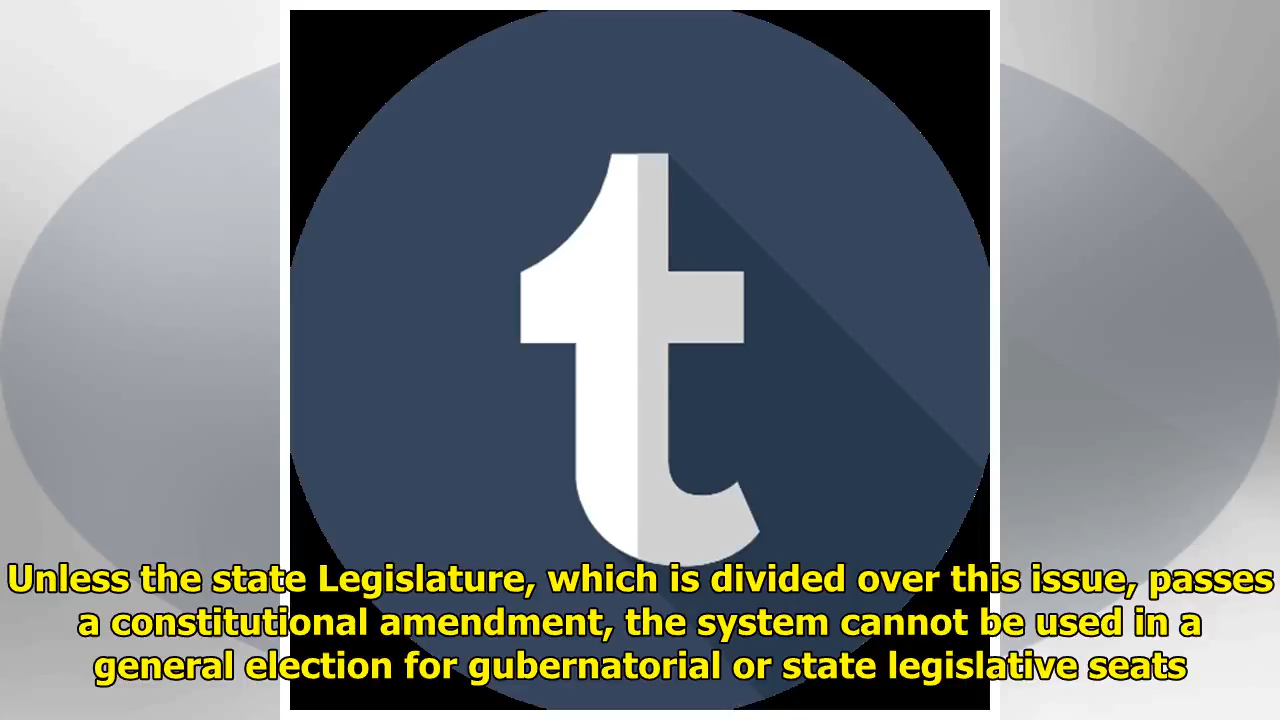 t
Unless the state Legislature, which is divided over this issue, passes
a constitutional amendment, the system cannot be used in a
general election for gubernatorial or state legislative seats